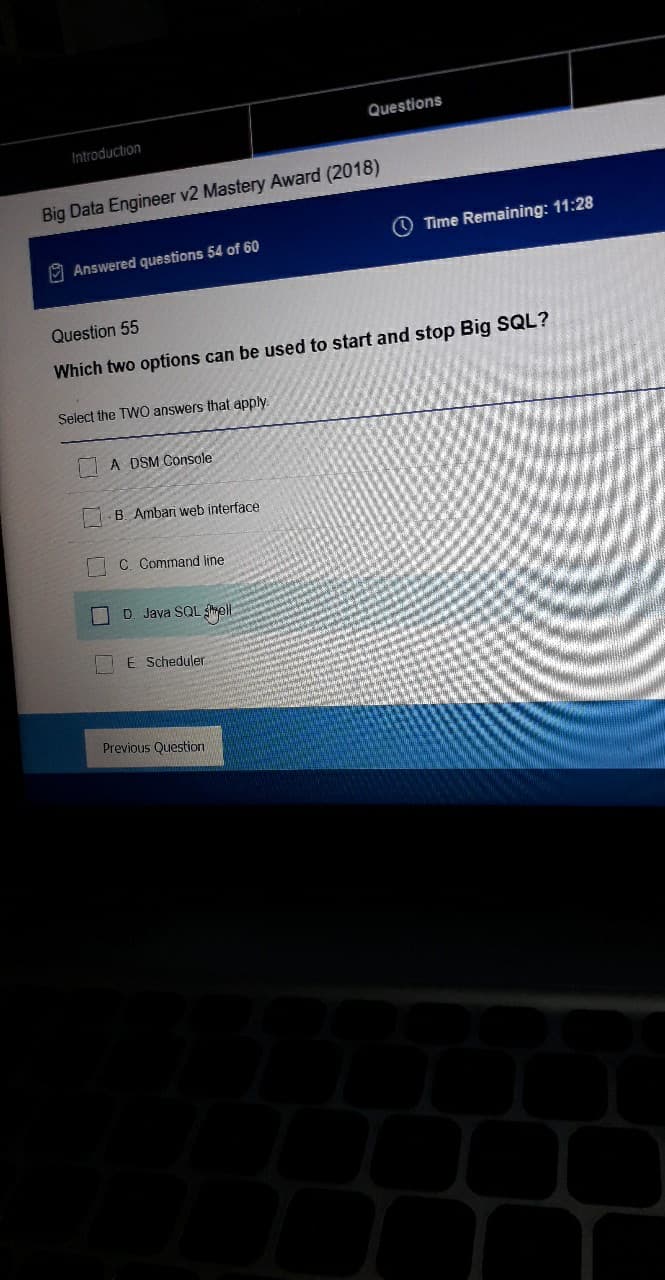 Introduction
Questions
Big Data Engineer v2 Mastery Award (2018)
Answered questions 54 of 60
Time Remaining: 11:28
Question 55
Which two options can be used to start and stop Big SQL?
Select the TWO answers that apply.
A DSM Console
B. Ambari web interface
C. Command line
D. Java SQL
E Scheduler
Previous Question